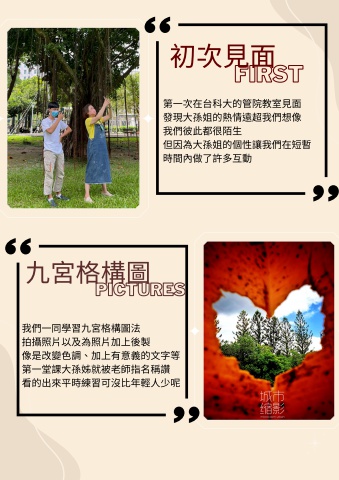 初次見面
FIRST
第一次在台科大的管院教室見面
發現大孫姐的熱情遠超我們想像
我們彼此都很陌生
但因為大孫姐的個性讓我們在短暫
時間內做了許多互動
九宮格構圖
PICTURES
我們一同學習九宮格構圖法
拍攝照片以及為照片加上後製
像是改變色調、加上有意義的文字等
第一堂課大孫姊就被老師指名稱讚
看的出來平時練習可沒比年輕人少呢
城市
缩影